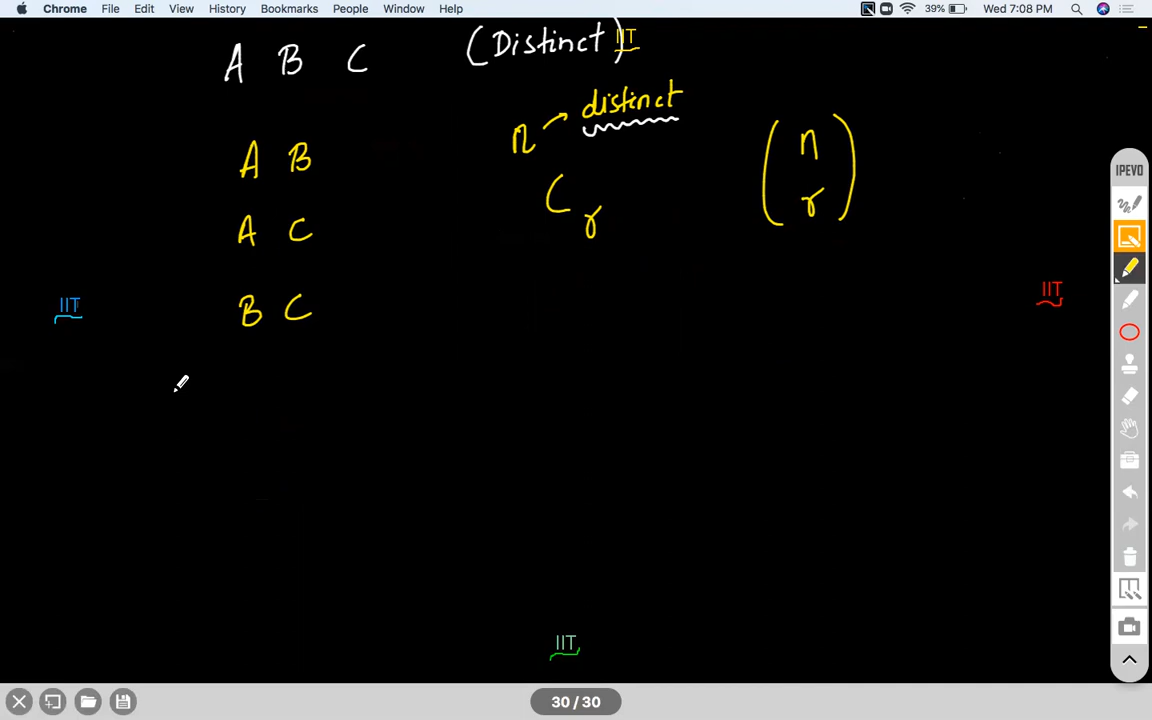 Chrome File Edit View History Bookmarks People Window Help 39% Wed 7:08 PM
A B C (Distinct) IIT
n → distinct
A B
( n r )
C r
A C
B C
IIT
IIT
IPEVO
IIT
30 / 30